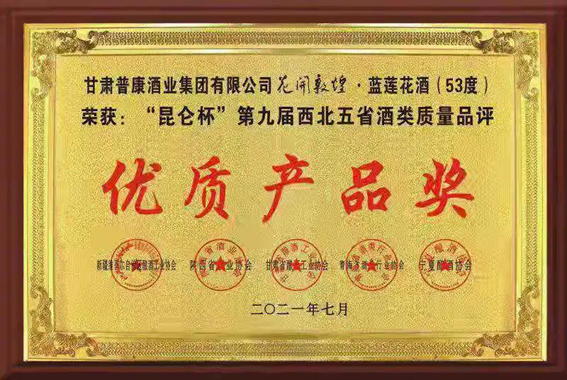 甘肃普康酒业集团有限公司花开敦煌·蓝莲花酒(53度)
荣获：“昆仑杯”第九届西北五省酒类质量品评
优质产品奖
二〇二一年七月